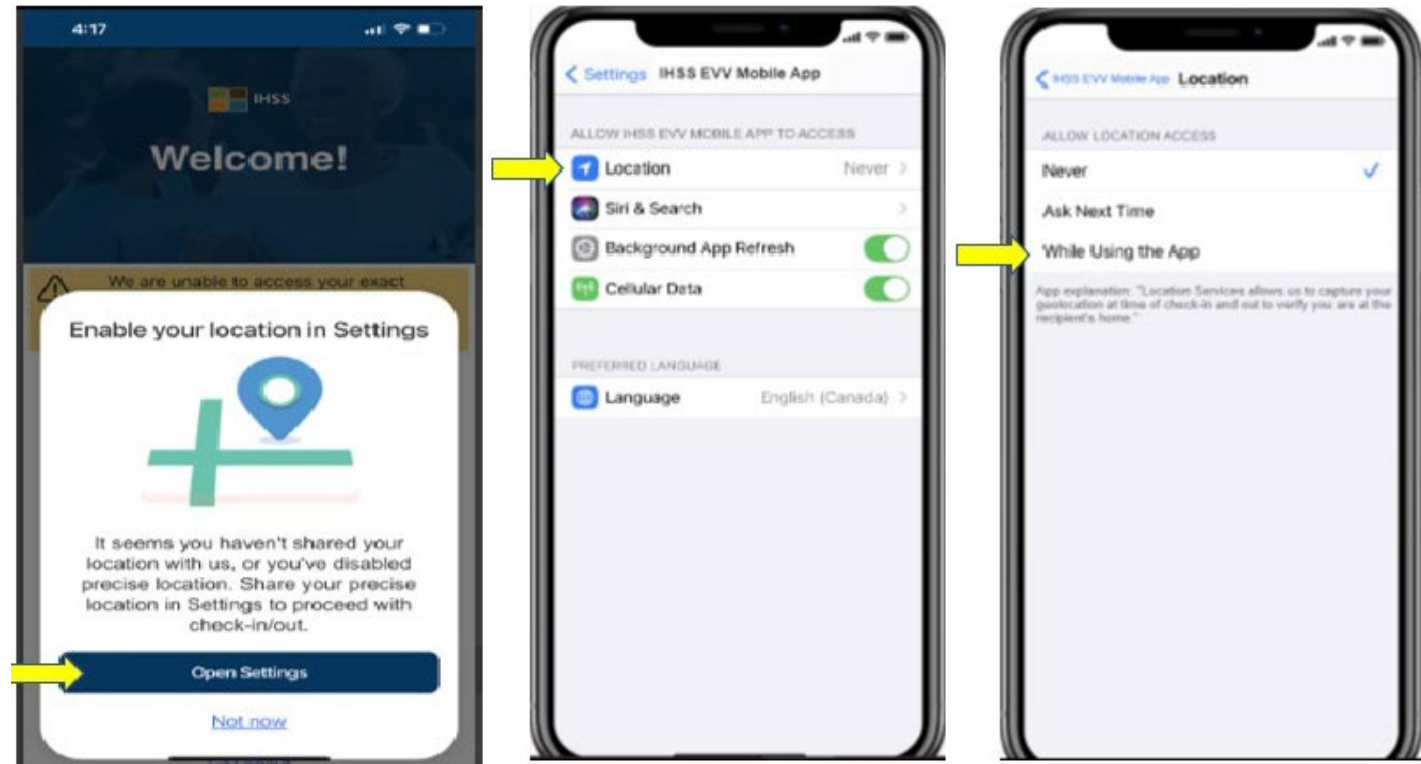 4:17
IHSS
Welcome!
We are unable to access your exact
Enable your location in Settings
It seems you haven't shared your
location with us, or you've disabled
precise location. Share your precise
location in Settings to proceed with
check-in/out.
Open Settings
Not now
Settings IHSS EVV Mobile App
ALLOW IHSS EVV MOBILE APP TO ACCESS
Location Never
Siri & Search
Background App Refresh
Cellular Data
PREFERRED LANGUAGE
Language English (Canada)
IHSS EVV Mobile App Location
ALLOW LOCATION ACCESS
Never
Ask Next Time
While Using the App
App explanation: "Location Services allows us to capture your
geolocation at time of check-in and out to verify you are at the
recipient's home."